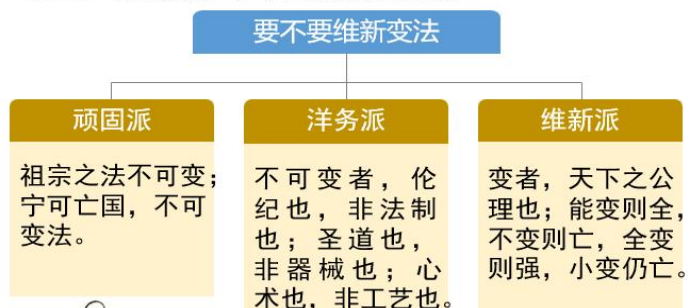 要不要维新变法
顽固派
祖宗之法不可变；
宁可亡国，不可
变法。
洋务派
不可变者，伦
纪也，非法制
也；圣道也，
非器械也；心
术也，非工艺也。
维新派
变者，天下之公
理也；能变则全，
不变则亡，全变
则强，小变仍亡。